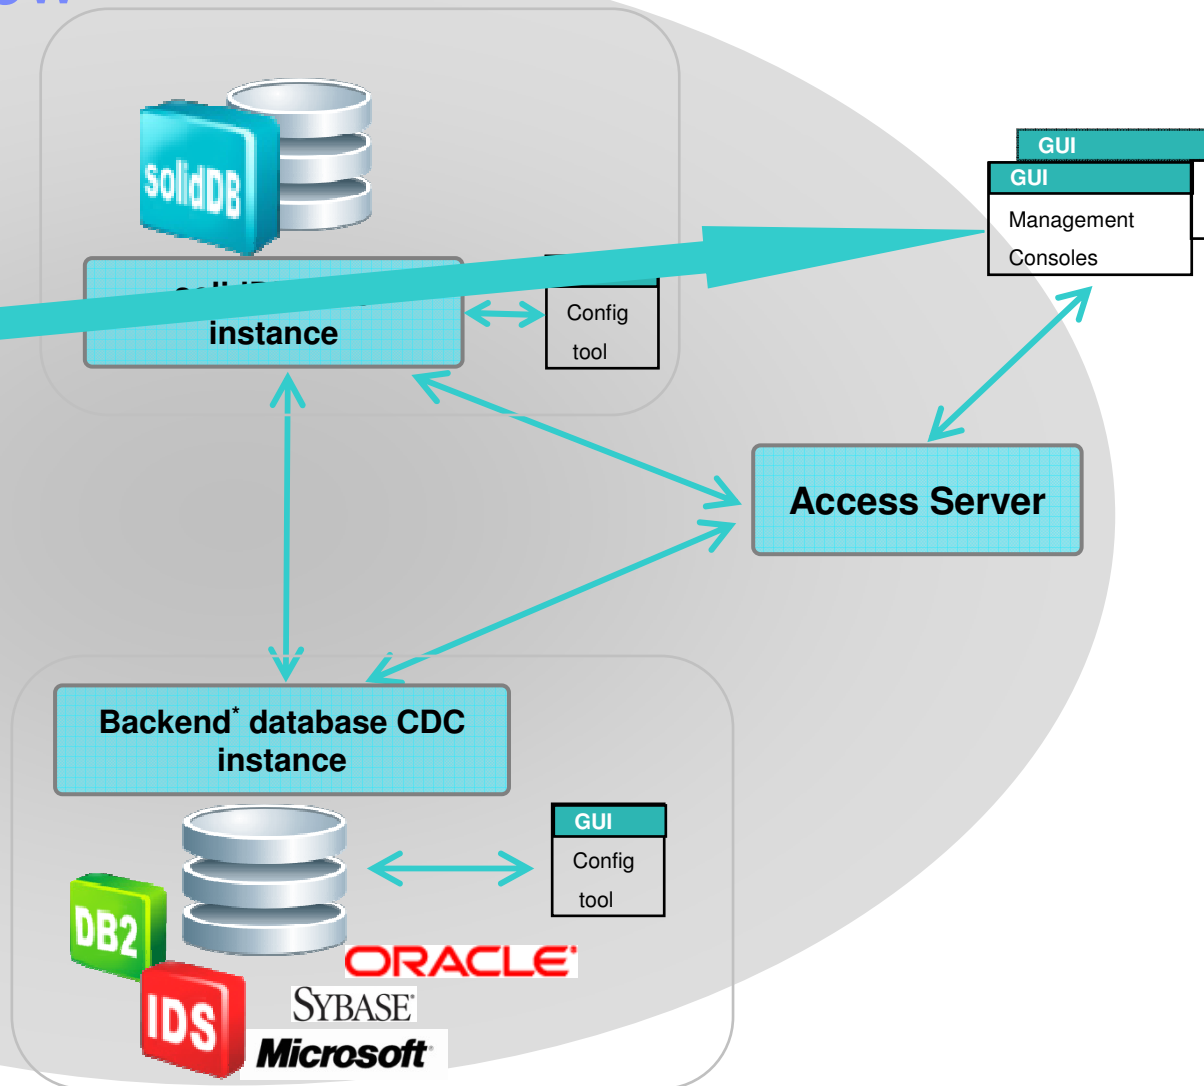 solidDB
GUI
GUI
Management
Consoles
instance
Config
tool
Access Server
Backend* database CDC
instance
GUI
Config
tool
DB2
ORACLE
IDS
SYBASE
Microsoft